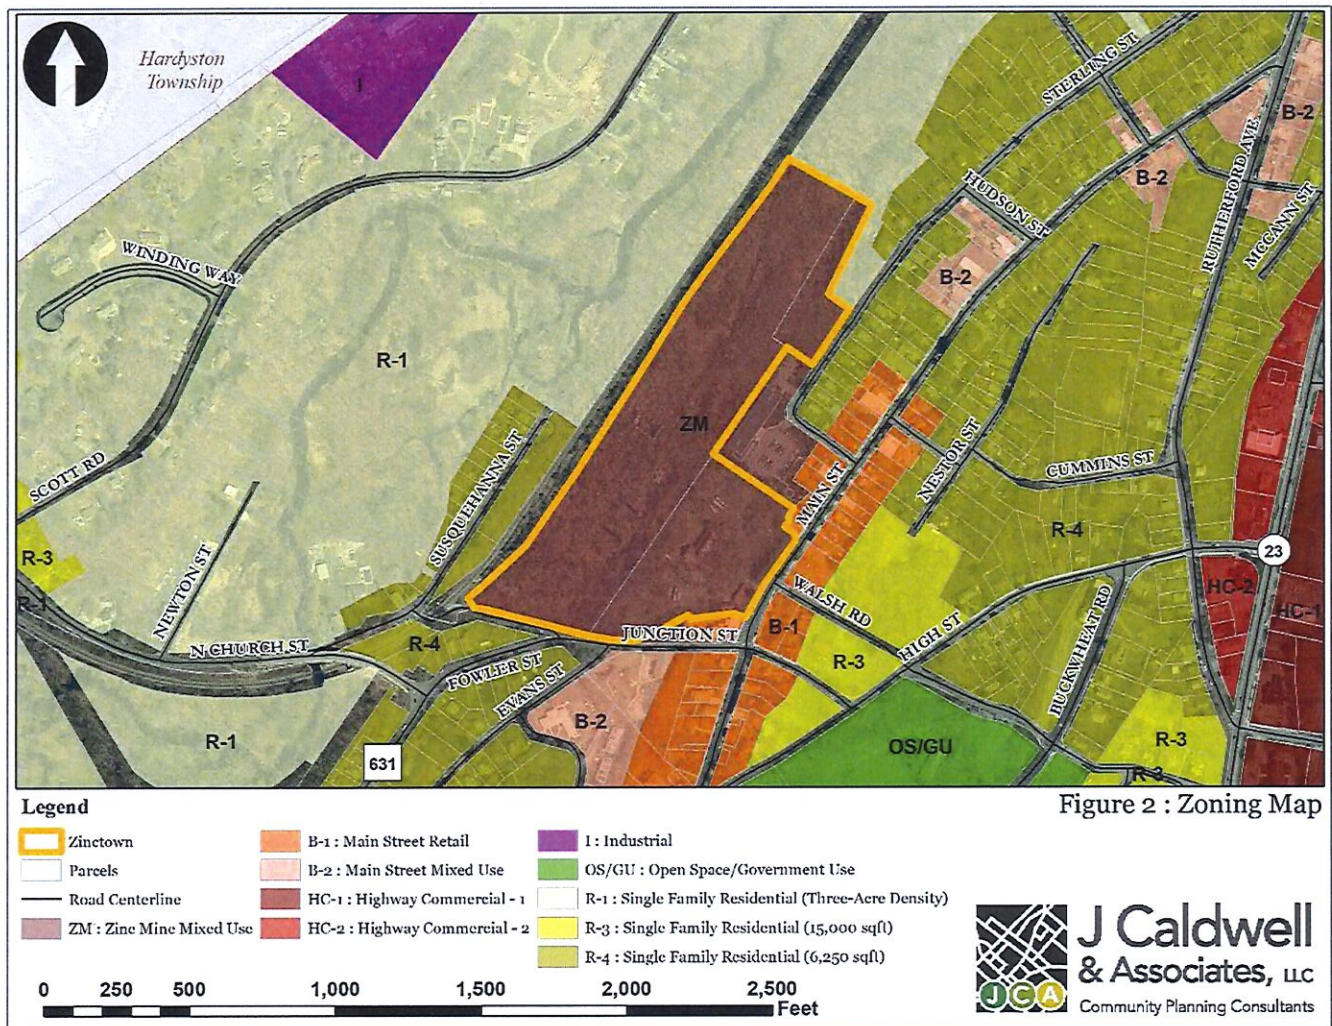 Hardyston
Township
I
STERLING ST
B-2
HUDSON ST
B-2
RUTHERFORD AVE
MCCANN ST
WINDING WAY
B-2
R-1
ZM
SCOTT RD
SUSQUEHANNA ST
MAIN ST
NESTOR ST
CUMMINS ST
R-4
R-3
23
R-1
NEWTON ST
HC-2
HC-1
WALSH RD
BUCKWHEAT RD
N CHURCH ST
R-4
JUNCTION ST
B-1
HIGH ST
R-3
FOWLER ST
EVANS ST
B-2
R-1
OS/GU
R-3
631
R-3
Legend
Figure 2 : Zoning Map
Zinctown
Parcels
Road Centerline
ZM : Zinc Mine Mixed Use
B-1 : Main Street Retail
B-2 : Main Street Mixed Use
HC-1 : Highway Commercial - 1
HC-2 : Highway Commercial - 2
I : Industrial
OS/GU : Open Space/Government Use
R-1 : Single Family Residential (Three-Acre Density)
R-3 : Single Family Residential (15,000 sqft)
R-4 : Single Family Residential (6,250 sqft)
0 250 500 1,000 1,500 2,000 2,500
Feet
JCA
J Caldwell
& Associates, LLC
Community Planning Consultants